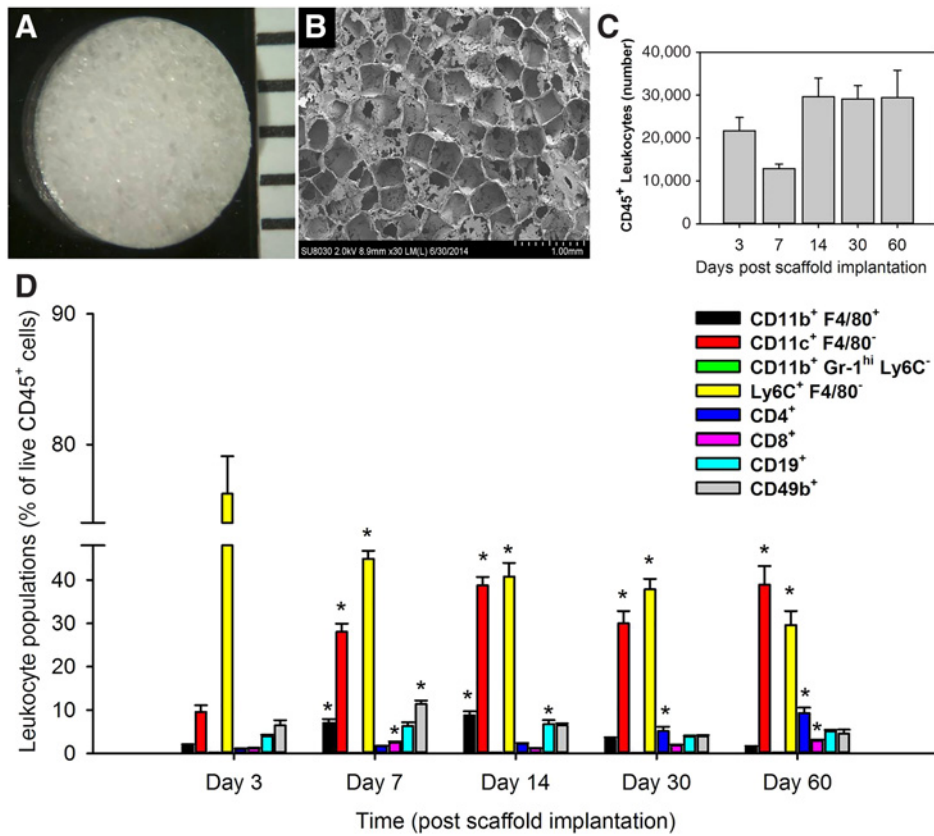 A
B
SU8030 2.0kV 8.9mm x30 LM(L) 6/30/2014
1.00mm
C
CD45+ Leukocytes (number)
40,000
30,000
20,000
10,000
0
3 7 14 30 60
Days post scaffold implantation
D
Leukocyte populations (% of live CD45+ cells)
90
80
40
30
20
10
0
CD11b+ F4/80+
CD11c+ F4/80-
CD11b+ Gr-1hi Ly6C-
Ly6C+ F4/80-
CD4+
CD8+
CD19+
CD49b+
* * * * *
* * * *
* * *
* * * *
Day 3 Day 7 Day 14 Day 30 Day 60
Time (post scaffold implantation)